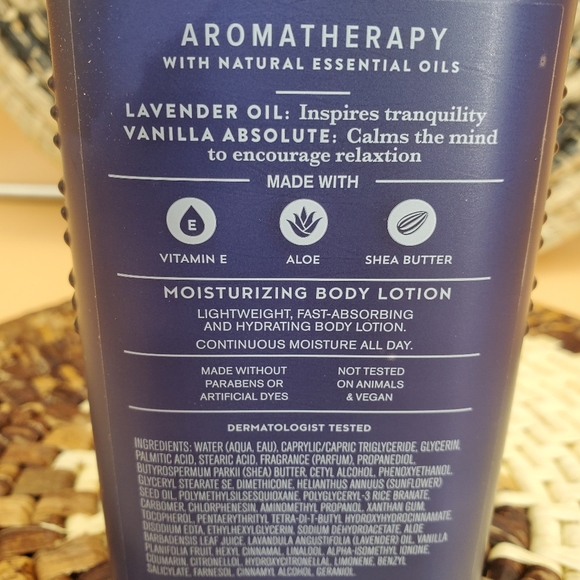 AROMATHERAPY
WITH NATURAL ESSENTIAL OILS
LAVENDER OIL: Inspires tranquility
VANILLA ABSOLUTE: Calms the mind
to encourage relaxtion
MADE WITH
E
VITAMIN E
ALOE
SHEA BUTTER
MOISTURIZING BODY LOTION
LIGHTWEIGHT, FAST-ABSORBING
AND HYDRATING BODY LOTION.
CONTINUOUS MOISTURE ALL DAY.
MADE WITHOUT
PARABENS OR
ARTIFICIAL DYES
NOT TESTED
ON ANIMALS
& VEGAN
DERMATOLOGIST TESTED
INGREDIENTS: WATER (AQUA, EAU), CAPRYLIC/CAPRIC TRIGLYCERIDE, GLYCERIN,
PALMITIC ACID, STEARIC ACID, FRAGRANCE (PARFUM), PROPANEDIOL,
BUTYROSPERMUM PARKII (SHEA) BUTTER, CETYL ALCOHOL, PHENOXYETHANOL,
GLYCERYL STEARATE SE, DIMETHICONE, HELIANTHUS ANNUUS (SUNFLOWER)
SEED OIL, POLYMETHYLSILSESQUIOXANE, POLYGLYCERYL-3 RICE BRANATE,
CARBOMER, CHLORPHENESIN, AMINOMETHYL PROPANOL, XANTHAN GUM,
TOCOPHEROL, PENTAERYTHRITYL TETRA-DI-T-BUTYL HYDROXYHYDROCINNAMATE,
DISODIUM EDTA, ETHYLHEXYLGLYCERIN, SODIUM DEHYDROACETATE, ALOE
BARBADENSIS LEAF JUICE, LAVANDULA ANGUSTIFOLIA (LAVENDER) OIL, VANILLA
PLANIFOLIA FRUIT, HEXYL CINNAMAL, LINALOOL, ALPHA-ISOMETHYL IONONE,
COUMARIN, CITRONELLOL, HYDROXYCITRONELLAL, LIMONENE, BENZYL
SALICYLATE, FARNESOL, CINNAMYL ALCOHOL, GERANIOL.